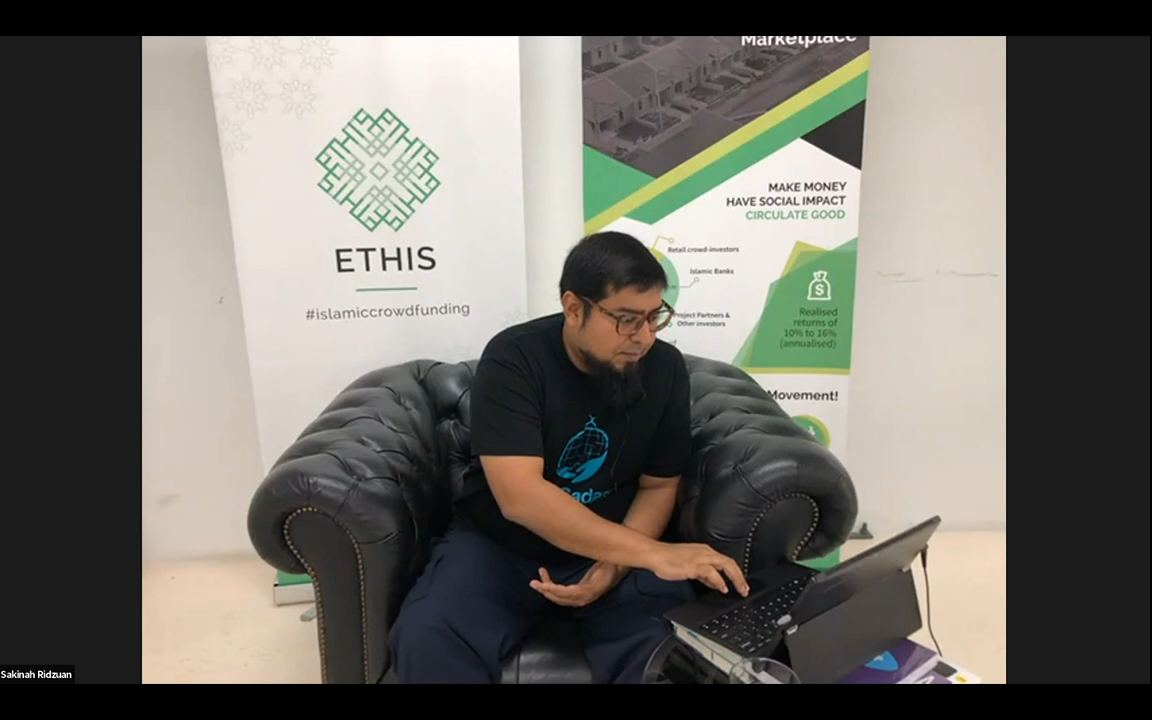 Marketplace
MAKE MONEY
HAVE SOCIAL IMPACT
CIRCULATE GOOD
Retail crowd-investors
Islamic Banks
Project Partners &
Other investors
$
Realised
returns of
10% to 16%
(annualised)
Movement!
ETHIS
#islamiccrowdfunding
Sakinah Ridzuan